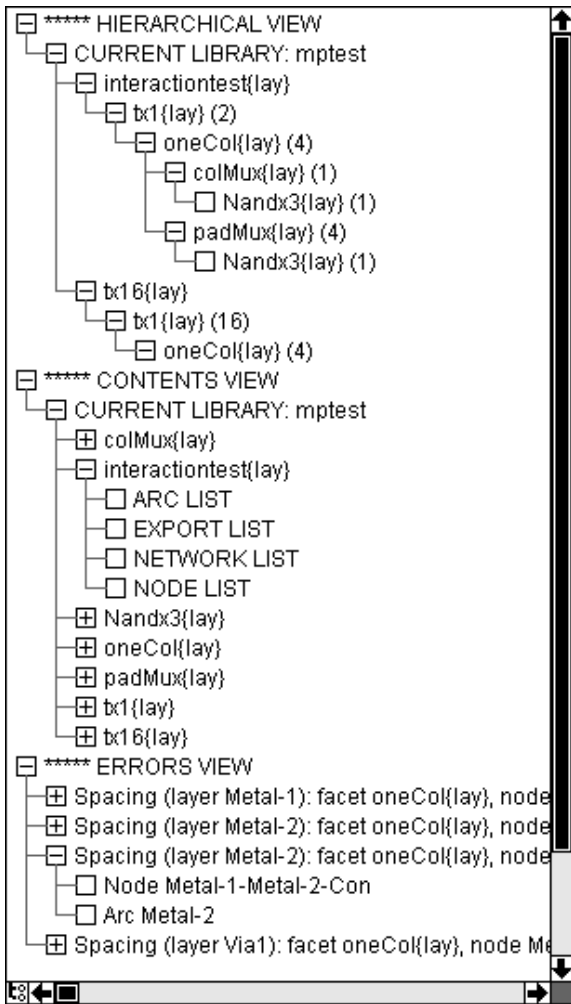 ***** HIERARCHICAL VIEW
CURRENT LIBRARY: mptest
interactiontest{lay}
tx1{lay} (2)
oneCol{lay} (4)
colMux{lay} (1)
Nandx3{lay} (1)
padMux{lay} (4)
Nandx3{lay} (1)
tx16{lay}
tx1{lay} (16)
oneCol{lay} (4)
***** CONTENTS VIEW
CURRENT LIBRARY: mptest
colMux{lay}
interactiontest{lay}
ARC LIST
EXPORT LIST
NETWORK LIST
NODE LIST
Nandx3{lay}
oneCol{lay}
padMux{lay}
tx1{lay}
tx16{lay}
***** ERRORS VIEW
Spacing (layer Metal-1): facet oneCol{lay}, node
Spacing (layer Metal-2): facet oneCol{lay}, node
Spacing (layer Metal-2): facet oneCol{lay}, node
Node Metal-1-Metal-2-Con
Arc Metal-2
Spacing (layer Via1): facet oneCol{lay}, node Me